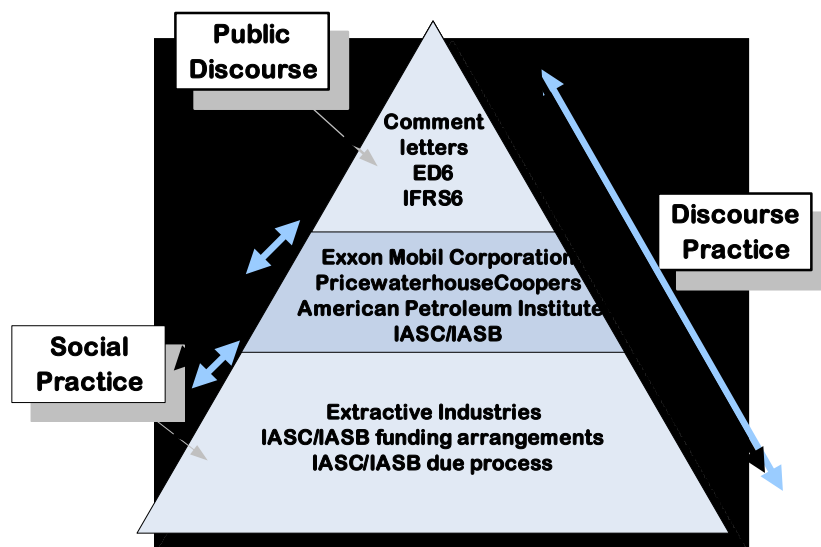 Public
Discourse
Comment
letters
ED6
IFRS6
Discourse
Practice
Exxon Mobil Corporation
PricewaterhouseCoopers
American Petroleum Institute
IASC/IASB
Social
Practice
Extractive Industries
IASC/IASB funding arrangements
IASC/IASB due process